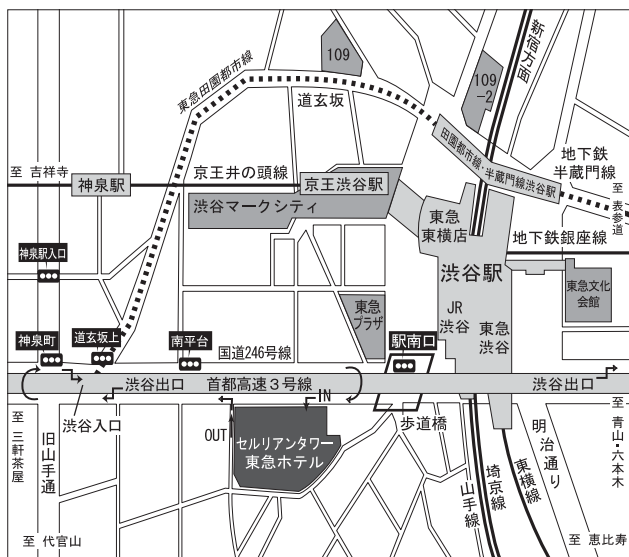 109
109
-2
新宿方面
東急田園都市線
道玄坂
田園都市線・半蔵門線渋谷駅
地下鉄
半蔵門線
至 吉祥寺
神泉駅
京王井の頭線
京王渋谷駅
渋谷マークシティ
至 表参道
東急
東横店
地下鉄銀座線
神泉駅入口
渋谷駅
東急文化
会館
東急
プラザ
JR
渋谷
東急
渋谷
神泉町
道玄坂上
南平台
駅南口
国道246号線
渋谷出口
首都高速3号線
渋谷出口
IN
渋谷入口
OUT
歩道橋
セルリアンタワー
東急ホテル
至 三軒茶屋
旧山手通
山手線
埼京線
東横線
明治通り
至 青山・六本木
至 代官山
至 恵比寿